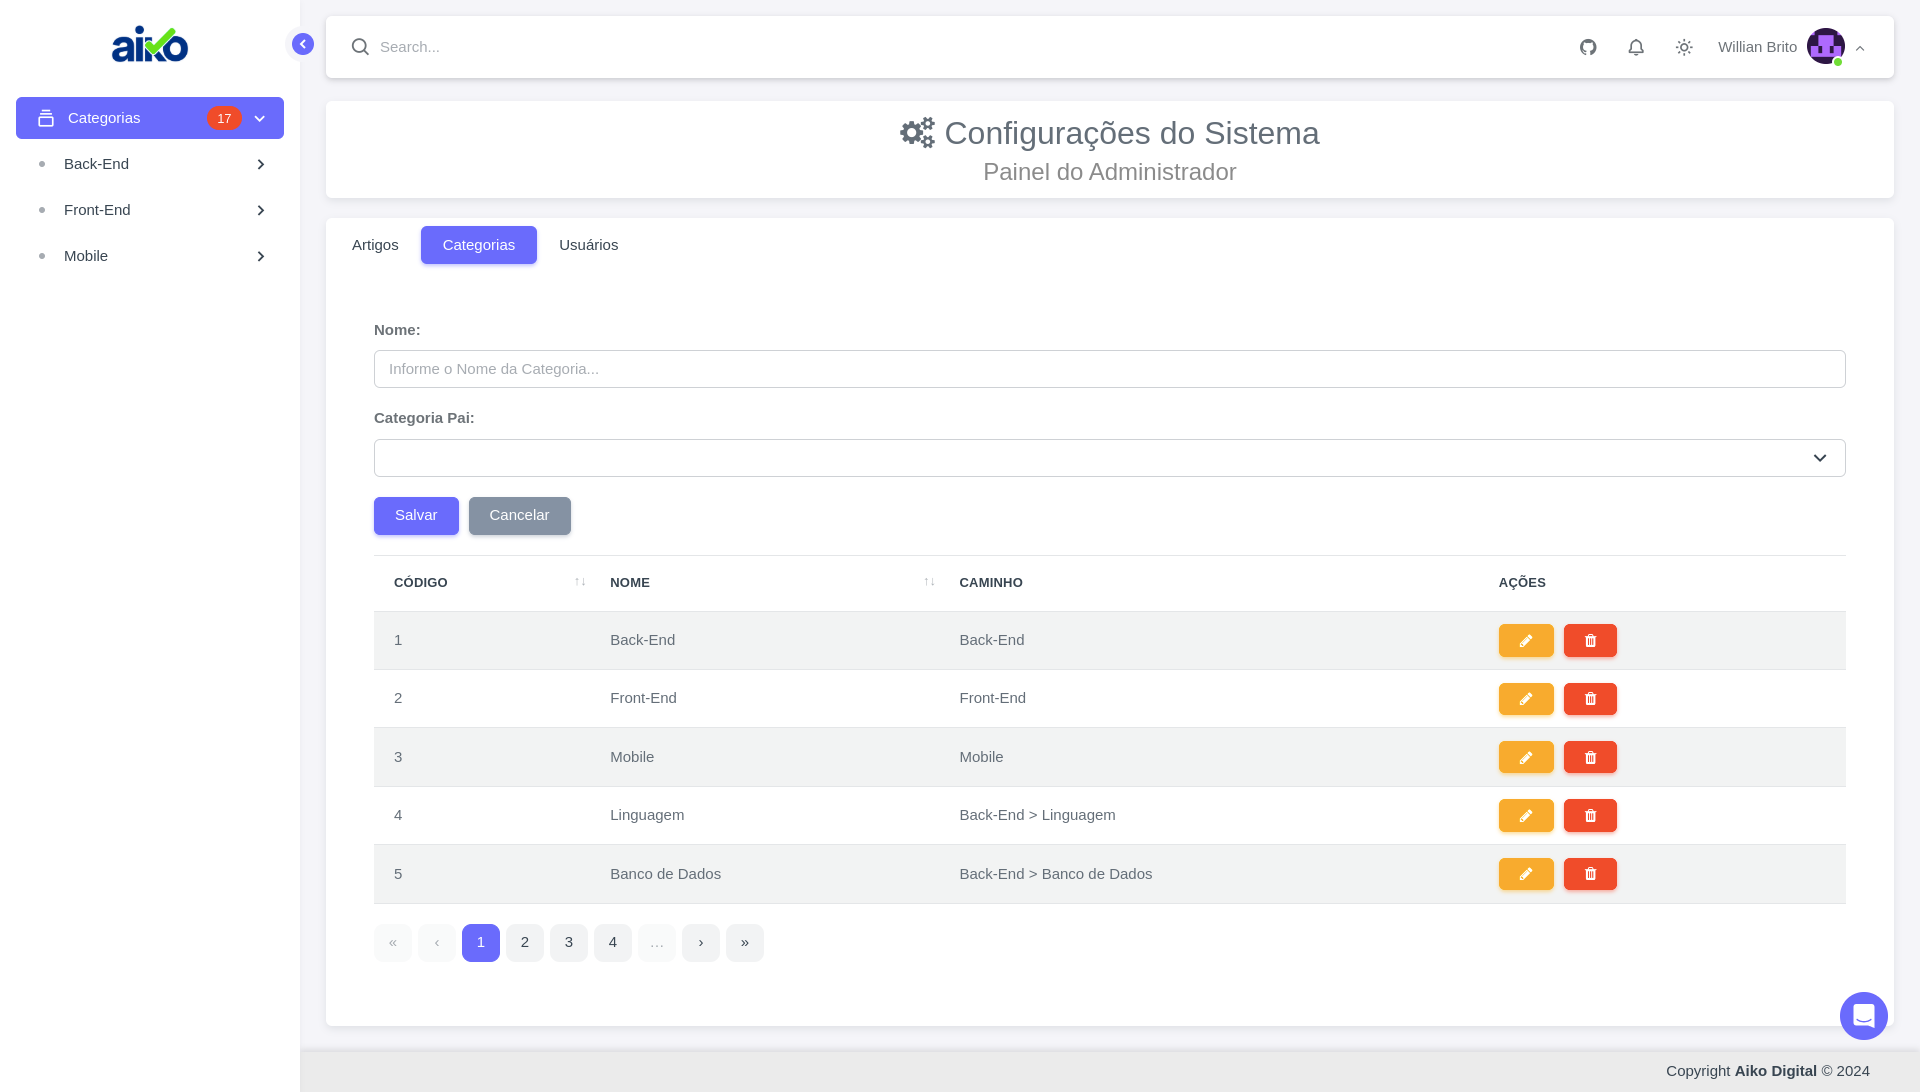 aiko
Search...
Willian Brito
Categorias 17
Back-End
Front-End
Mobile
Configurações do Sistema
Painel do Administrador
Artigos Categorias Usuários
Nome:
Informe o Nome da Categoria...
Categoria Pai:
Salvar Cancelar
CÓDIGO ↑↓ NOME ↑↓ CAMINHO AÇÕES
1 Back-End Back-End
2 Front-End Front-End
3 Mobile Mobile
4 Linguagem Back-End > Linguagem
5 Banco de Dados Back-End > Banco de Dados
« ‹ 1 2 3 4 … › »
Copyright Aiko Digital © 2024